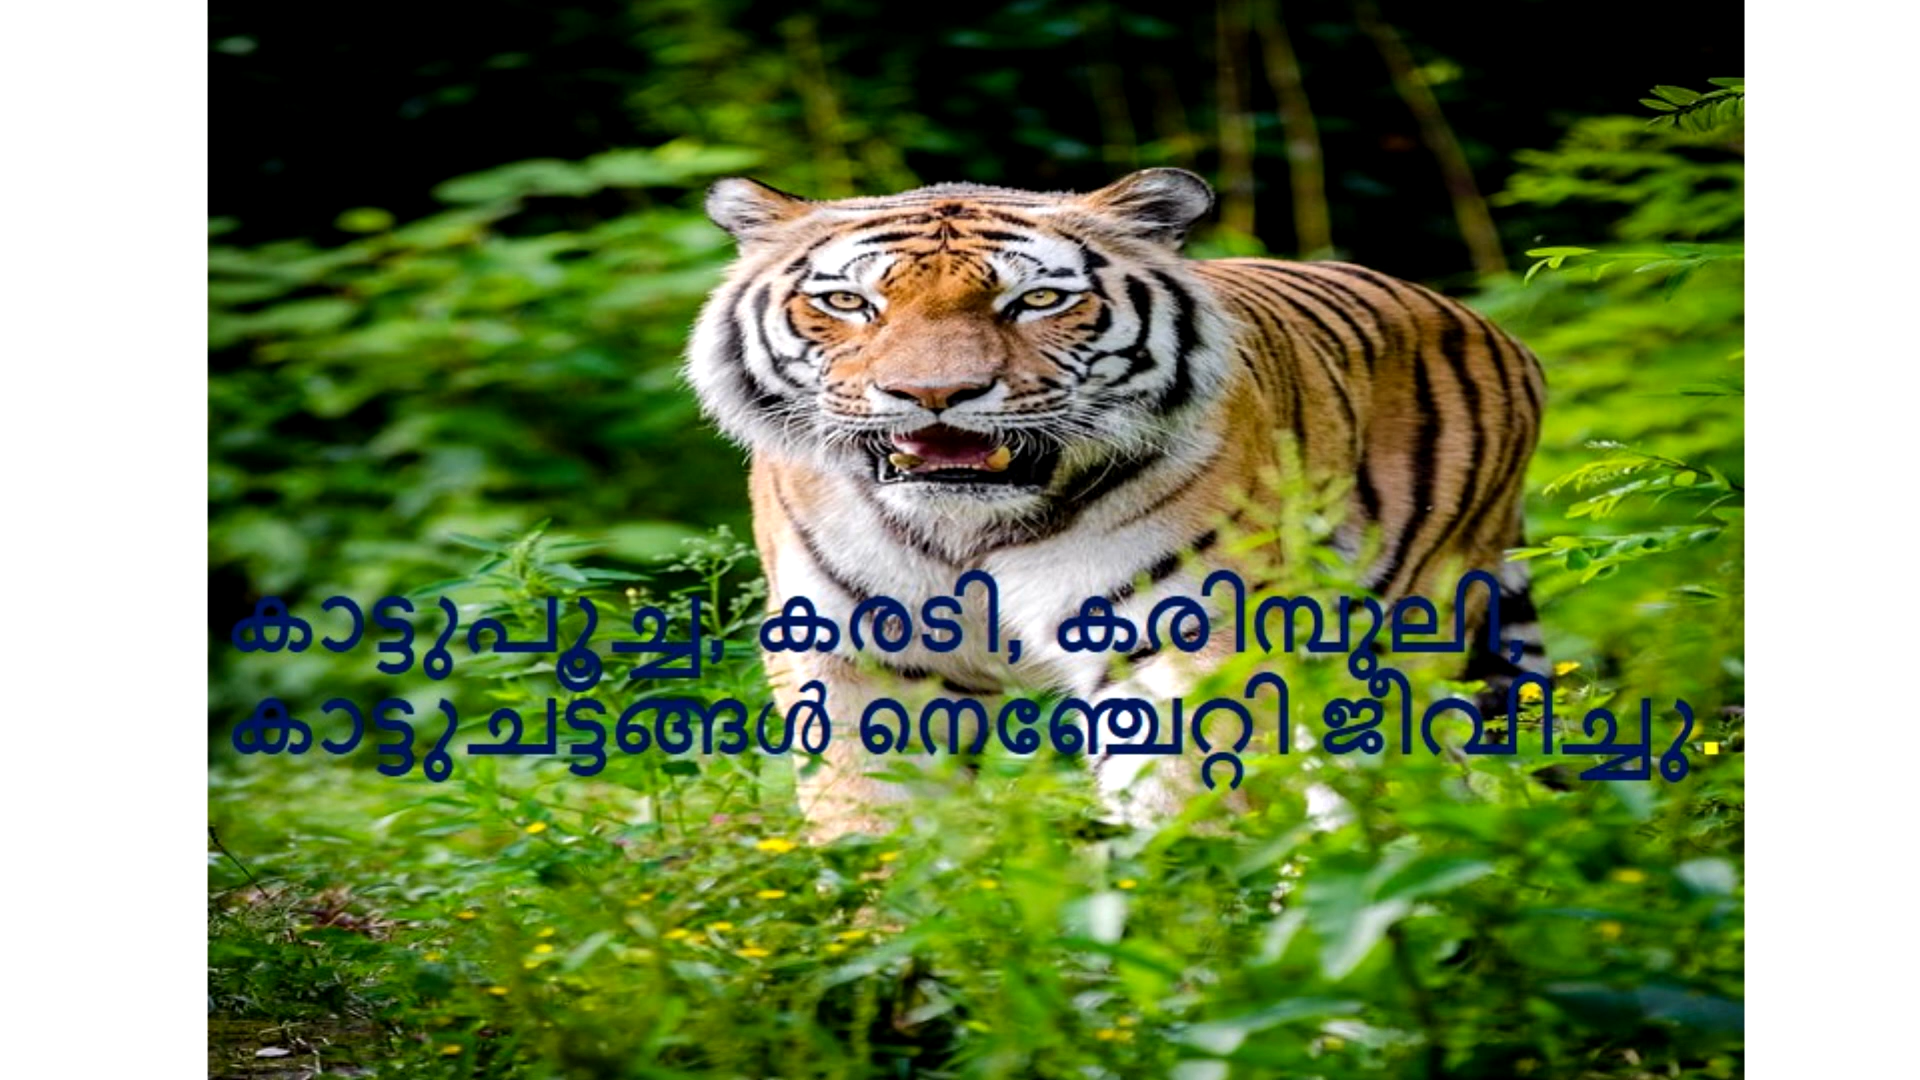 കാട്ടുപൂച്ച, കരടി, കരിമ്പുലി,
കാട്ടുചട്ടങ്ങൾ നെഞ്ചേറ്റി ജീവിച്ചു.